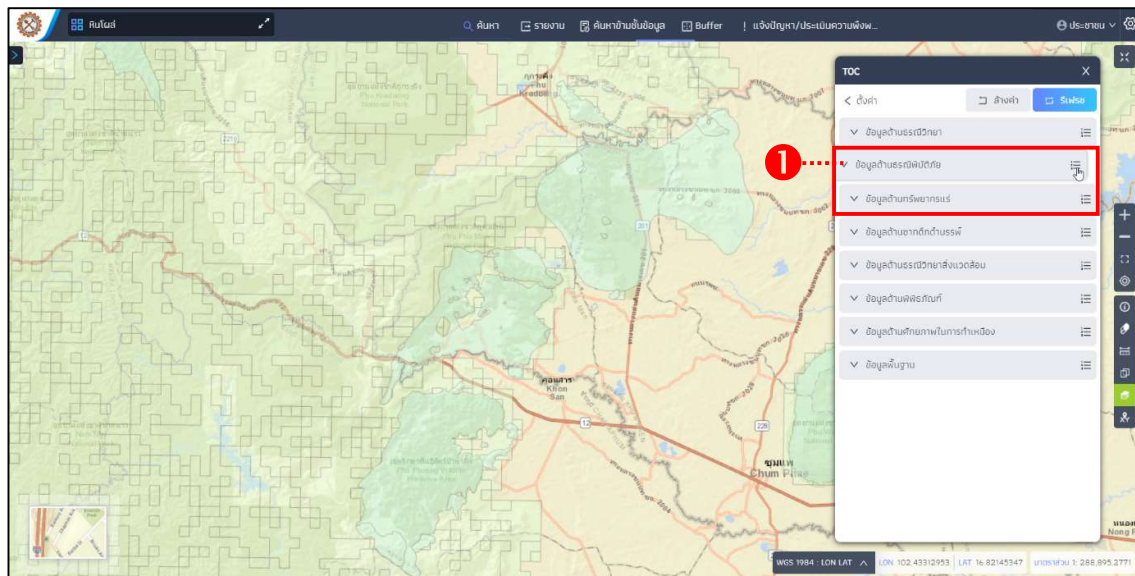 หินโผล่
ค้นหา
รายงาน
ค้นหาข้ามชั้นข้อมูล
Buffer
! แจ้งปัญหา/ประเมินความพึงพ...
ประชาชน
TOC
X
< ตั้งค่า
ล้างค่า
รีเฟรช
ข้อมูลด้านธรณีวิทยา
1
ข้อมูลด้านธรณีพิบัติภัย
ข้อมูลด้านทรัพยากรแร่
ข้อมูลด้านซากดึกดำบรรพ์
ข้อมูลด้านธรณีวิทยาสิ่งแวดล้อม
ข้อมูลด้านพิพิธภัณฑ์
ข้อมูลด้านศักยภาพในการทำเหมือง
ข้อมูลพื้นฐาน
ภูกระดึง
Phu
Kradueng
201
12
คอนสาร
Khon
San
12
228
ชุมแพ
Chum Phae
WGS 1984 : LON LAT
LON 102.43312953
LAT 16.82145347
มาตราส่วน 1: 288,895.2771